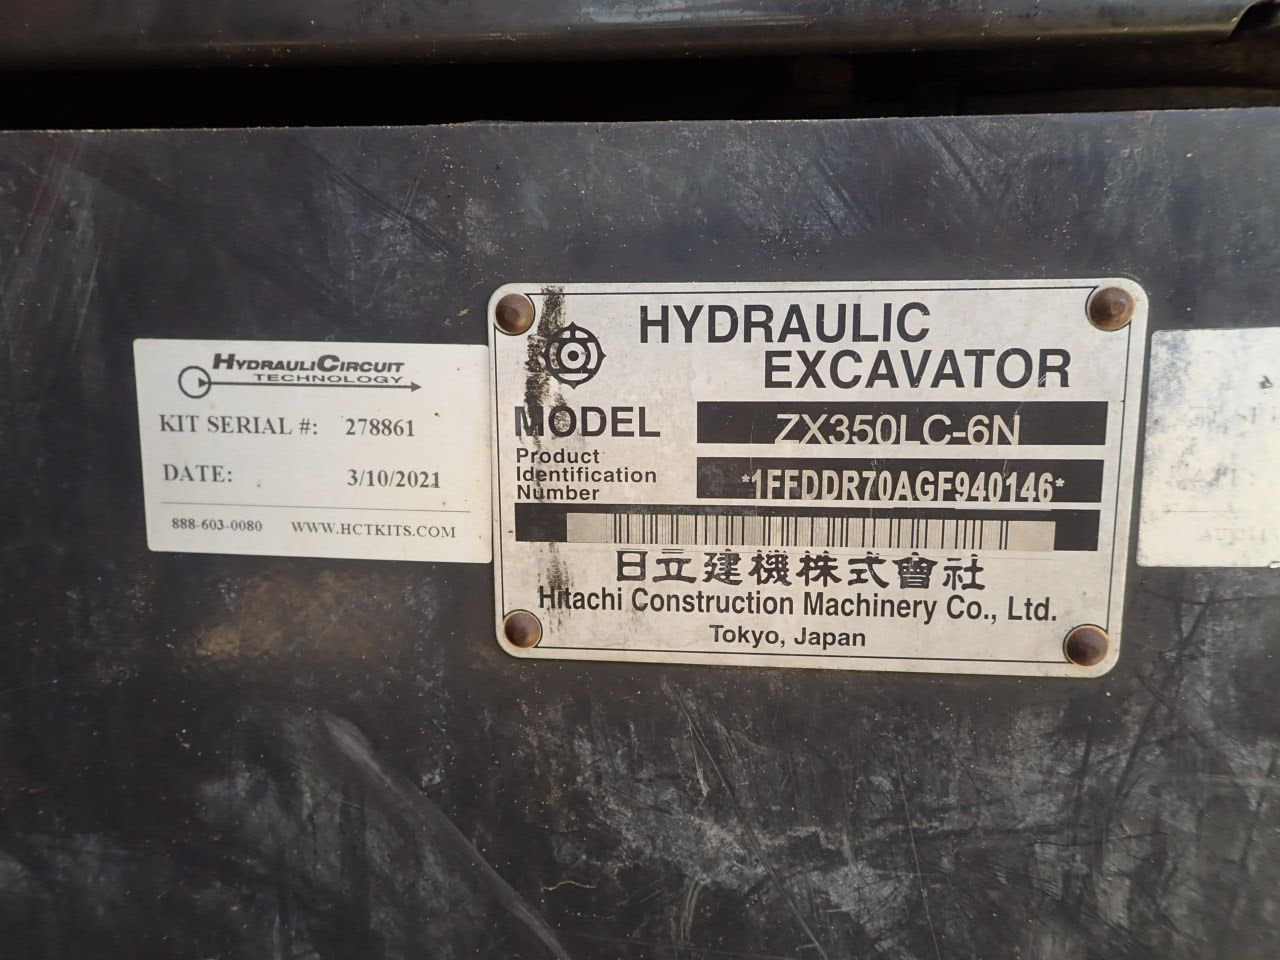 HYDRAULICIRCUIT
TECHNOLOGY
KIT SERIAL #: 278861
DATE: 3/10/2021
888-603-0080 WWW.HCTKITS.COM
HYDRAULIC
EXCAVATOR
MODEL ZX350LC-6N
Product
Identification
Number *1FFDDR70AGF940146*
日立建機株式會社
Hitachi Construction Machinery Co., Ltd.
Tokyo, Japan